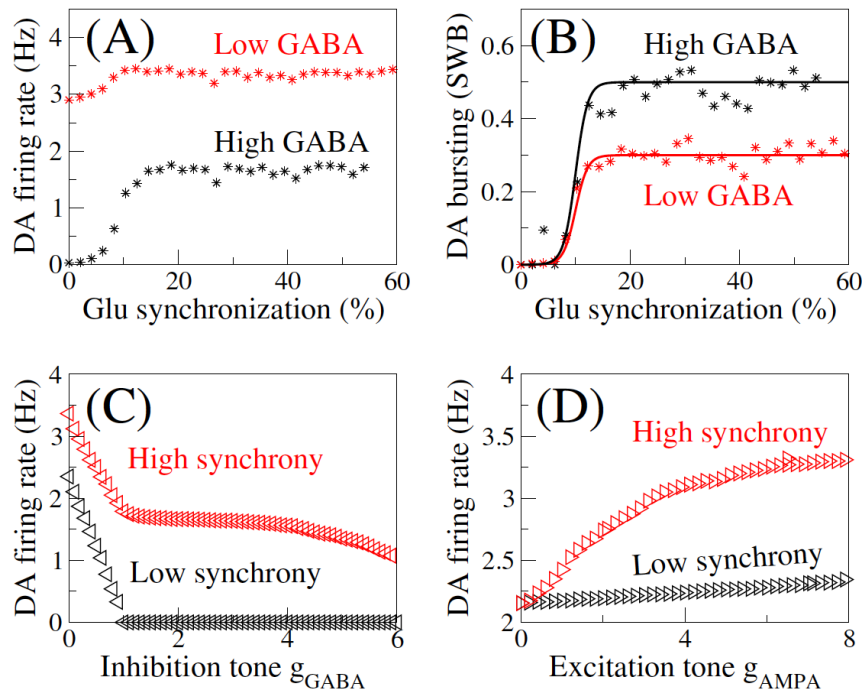 (A)
Low GABA
High GABA
DA firing rate (Hz)
0
1
2
3
4
0
20
40
60
Glu synchronization (%)
(B)
High GABA
Low GABA
DA bursting (SWB)
0
0.3
0.6
0
20
40
60
Glu synchronization (%)
(C)
High synchrony
Low synchrony
DA firing rate (Hz)
0
1
2
3
4
0
2
4
6
Inhibition tone gGABA
(D)
High synchrony
Low synchrony
DA firing rate (Hz)
2
2.5
3
3.5
4
0
4
8
Excitation tone gAMPA